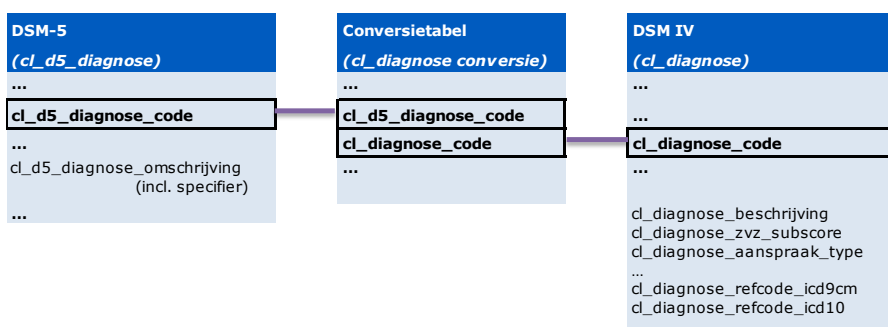 DSM-5
(cl_d5_diagnose)
...
cl_d5_diagnose_code
...
cl_d5_diagnose_omschrijving
(incl. specifier)
...
Conversietabel
(cl_diagnose conversie)
...
cl_d5_diagnose_code
cl_diagnose_code
...
DSM IV
(cl_diagnose)
...
...
cl_diagnose_code
...
cl_diagnose_beschrijving
cl_diagnose_zvz_subscore
cl_diagnose_aanspraak_type
...
cl_diagnose_refcode_icd9cm
cl_diagnose_refcode_icd10